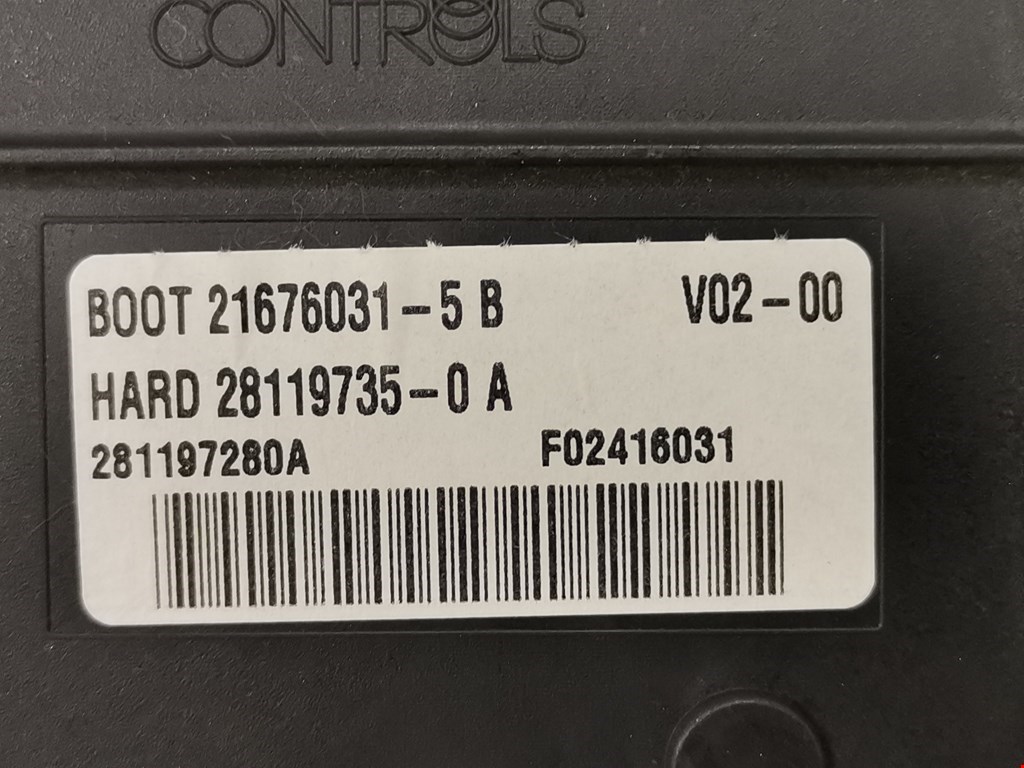 CONTROLS
BOOT 21676031-5 B V02-00
HARD 28119735-0 A
281197280A F02416031